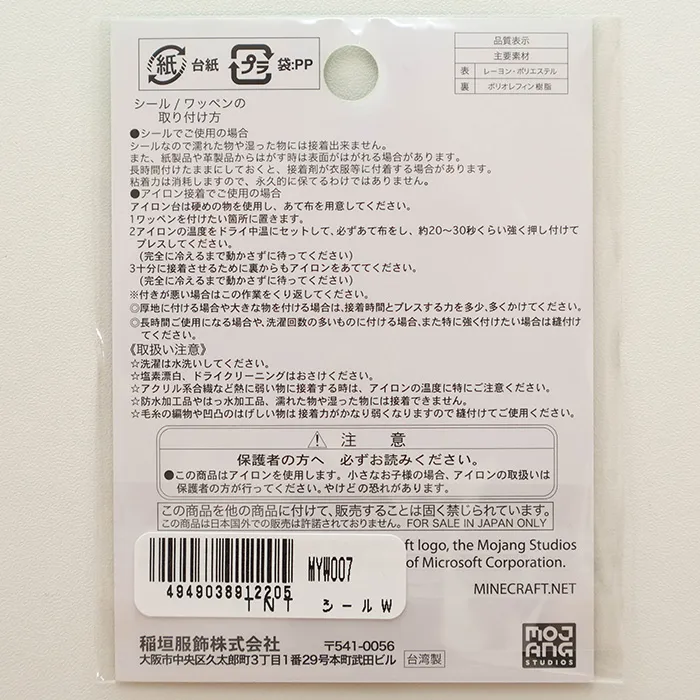 紙 台紙 プラ 袋:PP
品質表示
主要素材
表 レーヨン・ポリエステル
裏 ポリオレフィン樹脂
シール / ワッペンの
取り付け方
●シールでご使用の場合
シールなので濡れた物や湿った物には接着出来ません。
また、紙製品や革製品からはがす時は表面がはがれる場合があります。
長時間付けたままにしておくと、接着剤が衣服等に付着する場合があります。
粘着力は消耗しますので、永久的に保てるわけではありません。
●アイロン接着でご使用の場合
アイロン台は硬めの物を使用し、あて布を用意してください。
1ワッペンを付けたい箇所に置きます。
2アイロンの温度をドライ中温にセットして、必ずあて布をし、約20〜30秒くらい強く押し付けて
プレスしてください。
(完全に冷えるまで動かさずに待ってください)
3十分に接着させるために裏からもアイロンをあててください。
(完全に冷えるまで動かさずに待ってください)
※付きが悪い場合はこの作業をくり返してください。
◎厚地に付ける場合や大きな物を付ける場合は、接着時間とプレスする力を多少、多くかけてください。
◎長時間ご使用になる場合や、洗濯回数の多いものに付ける場合、また特に強く付けたい場合は縫付け
てください。
《取扱い注意》
☆洗濯は水洗いしてください。
☆塩素漂白、ドライクリーニングはおさけください。
☆アクリル系合繊など熱に弱い物に接着する時は、アイロンの温度に特にご注意ください。
☆防水加工品やはっ水加工品、濡れた物や湿った物には接着できません。
☆毛糸の編物や凹凸のはげしい物は接着力がかなり弱くなりますので縫付けてご使用ください。
注 意
保護者の方へ 必ずお読みください。
●この商品はアイロンを使用します。小さなお子様の場合、アイロンの取扱いは
保護者の方が行ってください。やけどの恐れがあります。
この商品を他の商品に付けて、販売することは固く禁じられています。
この商品は日本国外での販売は許諾されておりません。FOR SALE IN JAPAN ONLY
ft logo, the Mojang Studios
of Microsoft Corporation.
MINECRAFT.NET
MYW007
4949038912205
TNT シールW
稲垣服飾株式会社 〒541-0056
大阪市中央区久太郎町3丁目1番29号本町武田ビル 台湾製
MOJANG
STUDIOS